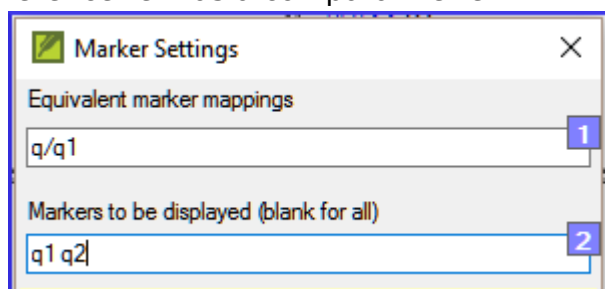 Marker Settings
Equivalent marker mappings
1
q/q1
Markers to be displayed (blank for all)
2
q1 q2